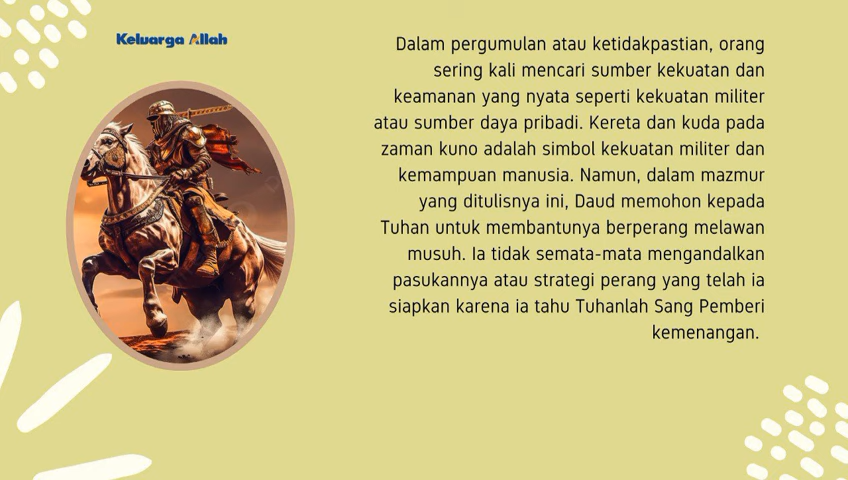 Keluarga Allah
Dalam pergumulan atau ketidakpastian, orang
sering kali mencari sumber kekuatan dan
keamanan yang nyata seperti kekuatan militer
atau sumber daya pribadi. Kereta dan kuda pada
zaman kuno adalah simbol kekuatan militer dan
kemampuan manusia. Namun, dalam mazmur
yang ditulisnya ini, Daud memohon kepada
Tuhan untuk membantunya berperang melawan
musuh. Ia tidak semata-mata mengandalkan
pasukannya atau strategi perang yang telah ia
siapkan karena ia tahu Tuhanlah Sang Pemberi
kemenangan.